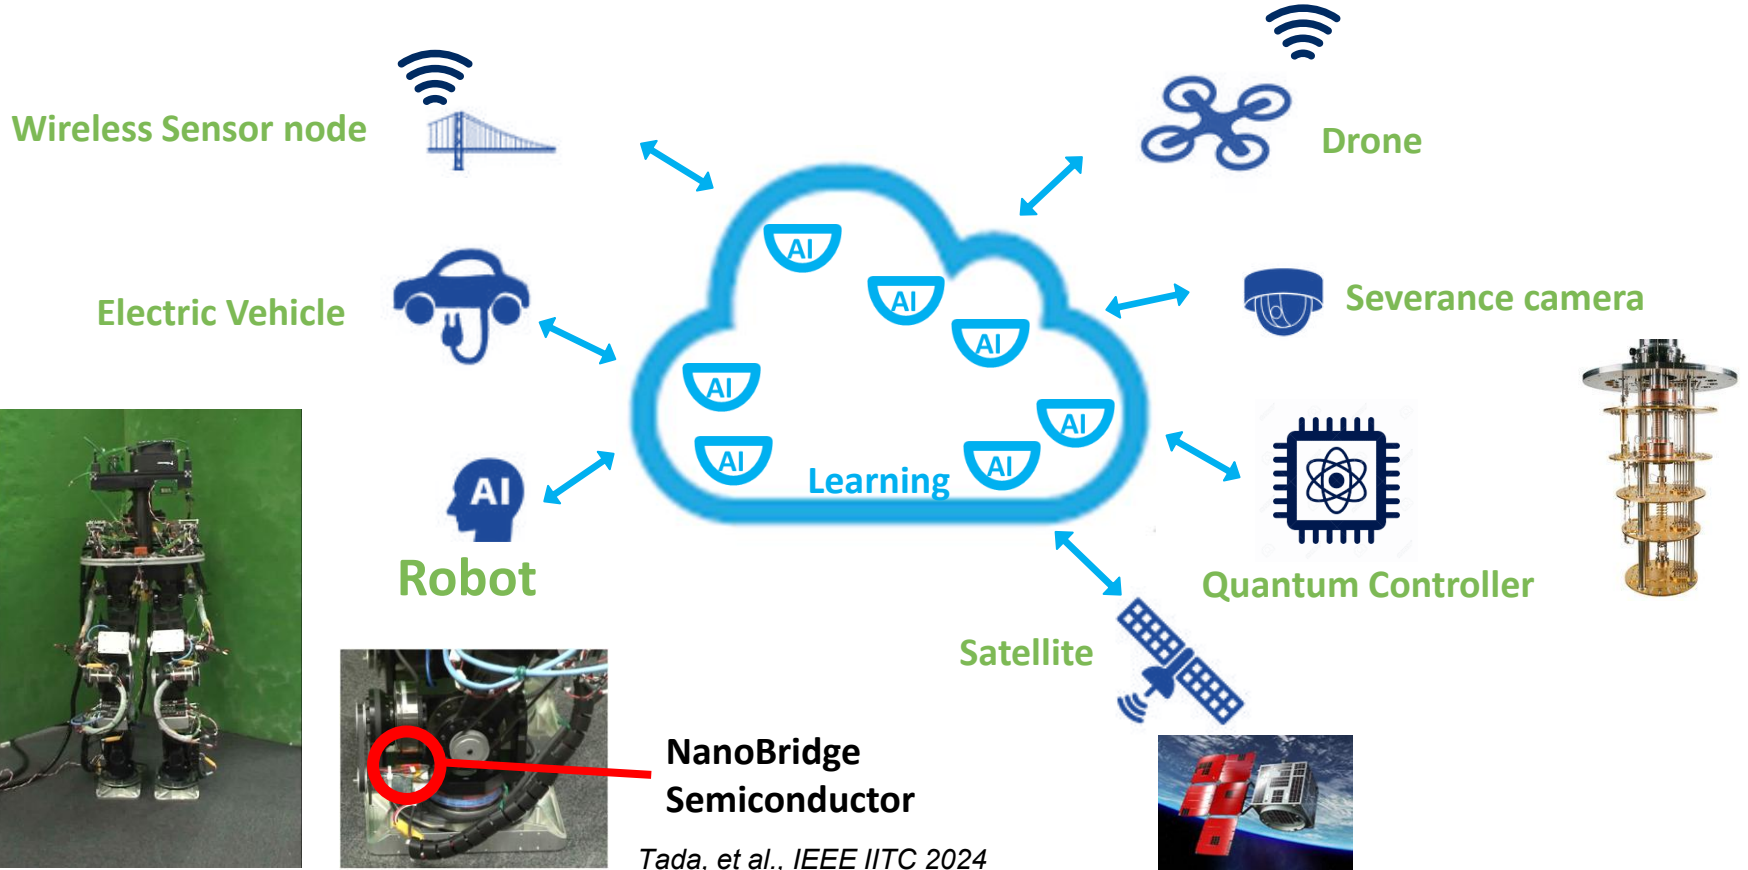 Wireless Sensor node
Drone
Electric Vehicle
Severance camera
AI
AI
AI
AI
AI
AI
AI
Learning
AI
Robot
Quantum Controller
Satellite
NanoBridge
Semiconductor
Tada, et al., IEEE IITC 2024